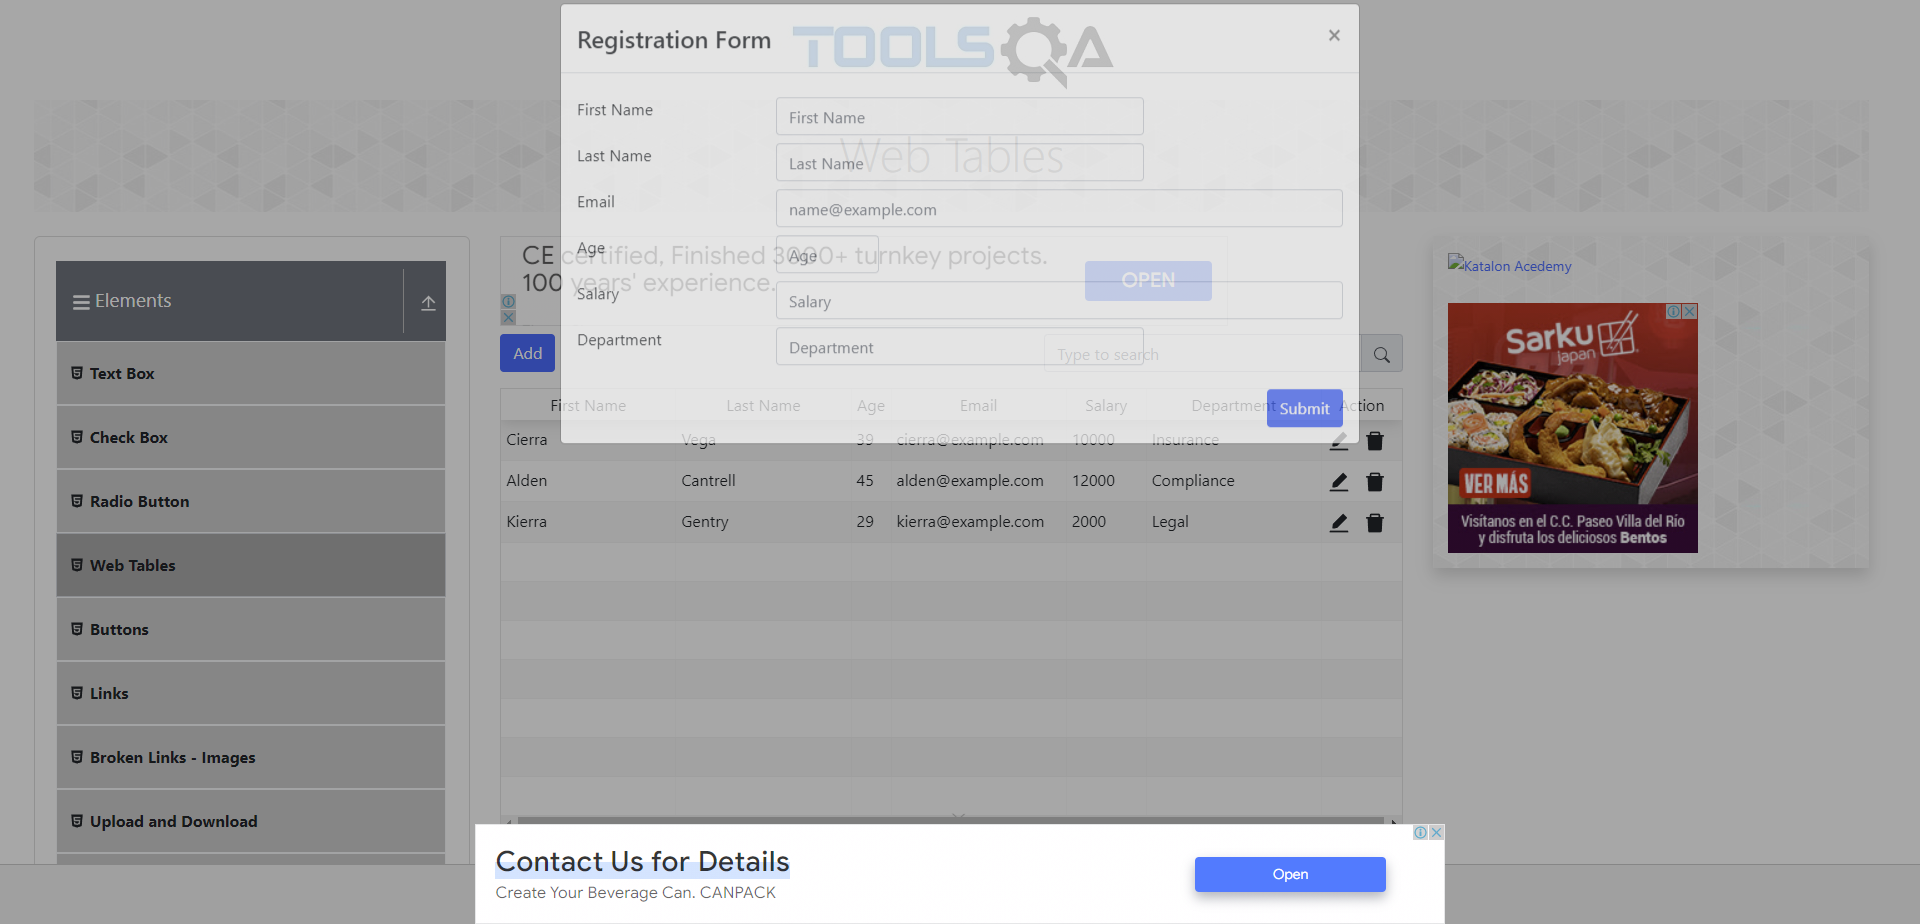 Registration Form
×
TOOLSQA
First Name
First Name
Last Name
Last Name
Web Tables
Email
name@example.com
Age
Age
Salary
Salary
Department
Department
Submit
CE certified, Finished 3000+ turnkey projects.
100 years' experience.
OPEN
Elements
Text Box
Check Box
Radio Button
Web Tables
Buttons
Links
Broken Links - Images
Upload and Download
Add
Type to search
First Name Last Name Age Email Salary Department Action
Cierra Vega 39 cierra@example.com 10000 Insurance
Alden Cantrell 45 alden@example.com 12000 Compliance
Kierra Gentry 29 kierra@example.com 2000 Legal
Katalon Acedemy
Sarku
japan
VER MÁS
Visítanos en el C.C. Paseo Villa del Río
y disfruta los deliciosos Bentos
Contact Us for Details
Create Your Beverage Can. CANPACK
Open